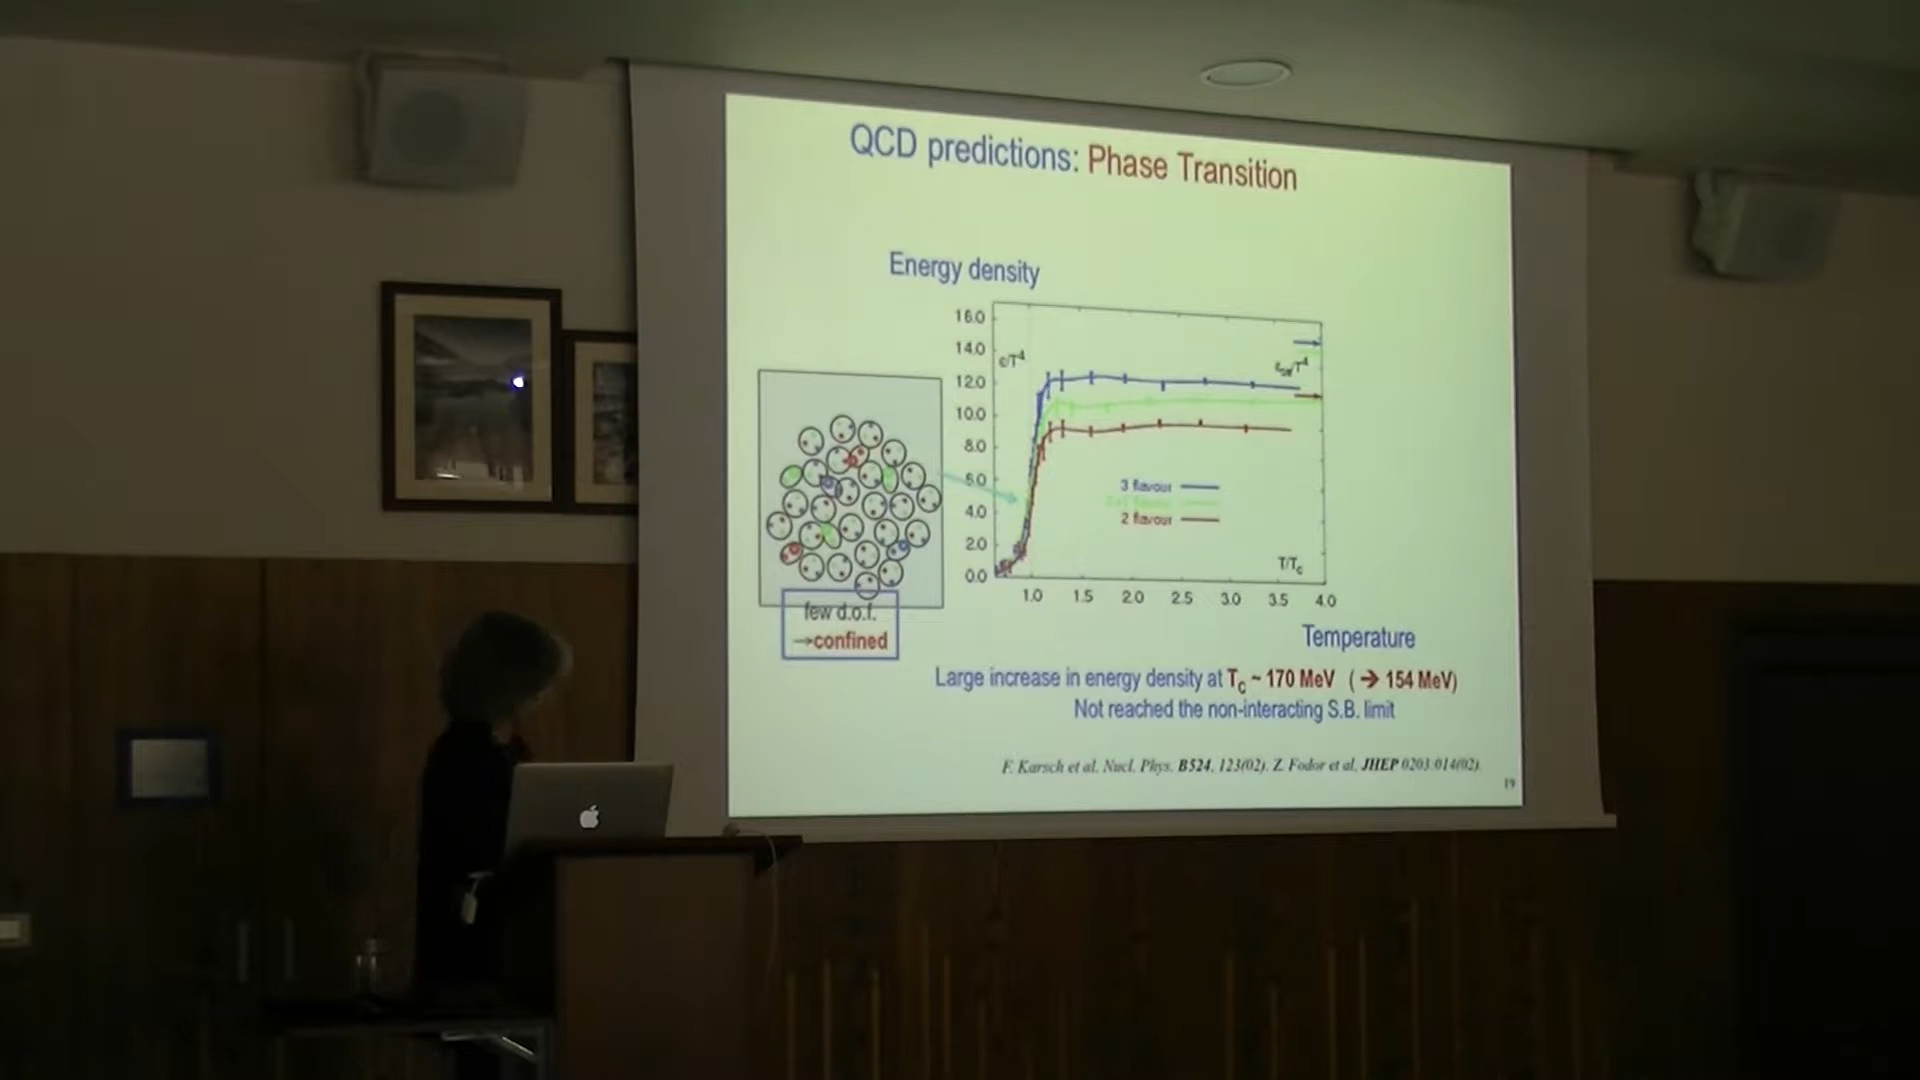 QCD predictions: Phase Transition
Energy density
16.0
14.0
12.0
10.0
8.0
6.0
4.0
2.0
0.0
ε/T⁴
ε_SB/T⁴
3 flavour
2 flavour
T/Tc
1.0 1.5 2.0 2.5 3.0 3.5 4.0
Temperature
few d.o.f.
→confined
Large increase in energy density at Tc ~ 170 MeV ( ➔ 154 MeV)
Not reached the non-interacting S.B. limit
F. Karsch et al. Nucl. Phys. B524, 123(02). Z. Fodor et al, JHEP 0203:014(02).
19